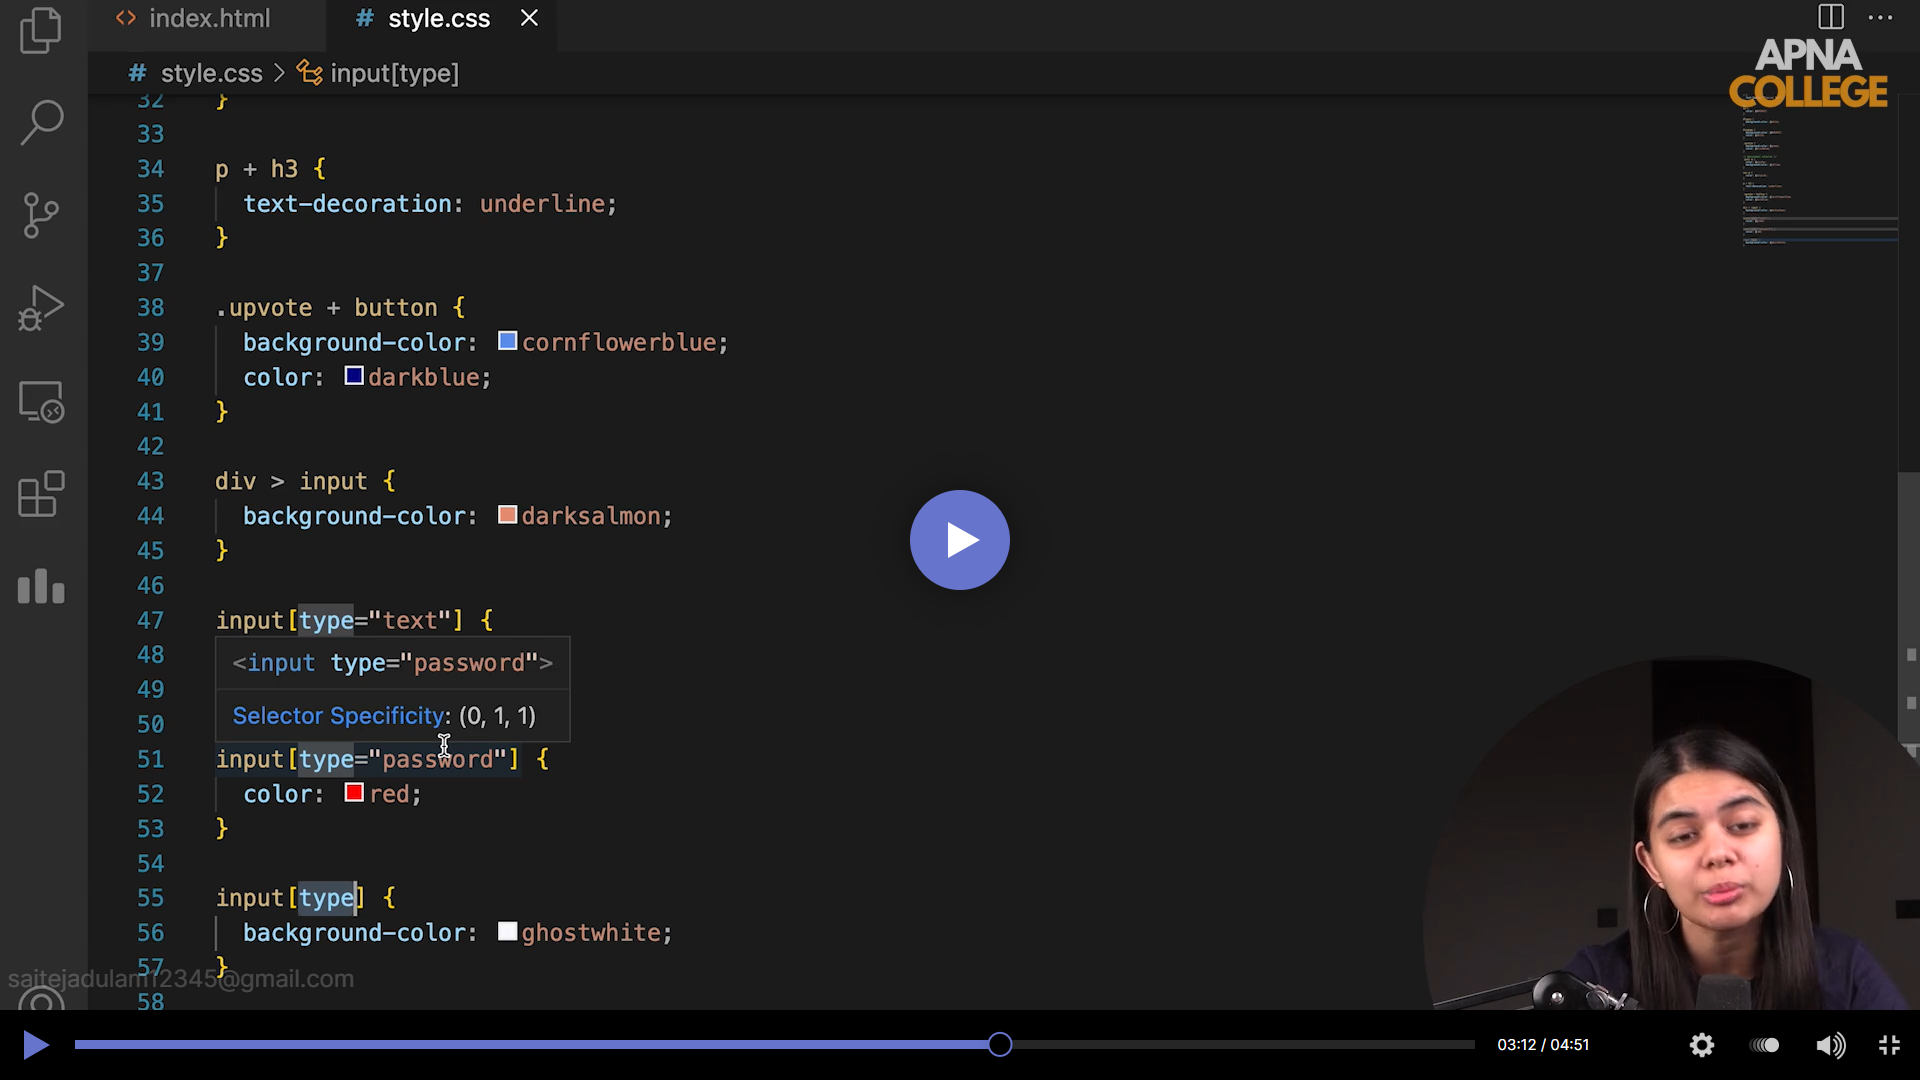 index.html
# style.css
APNA
COLLEGE
# style.css > input[type]
32 }
33
34 p + h3 {
35 text-decoration: underline;
36 }
37
38 .upvote + button {
39 background-color: cornflowerblue;
40 color: darkblue;
41 }
42
43 div > input {
44 background-color: darksalmon;
45 }
46
47 input[type="text"] {
48 <input type="password">
49
50 Selector Specificity: (0, 1, 1)
51 input[type="password"] {
52 color: red;
53 }
54
55 input[type] {
56 background-color: ghostwhite;
57 }
saitejadulam12345@gmail.com
58
03:12 / 04:51